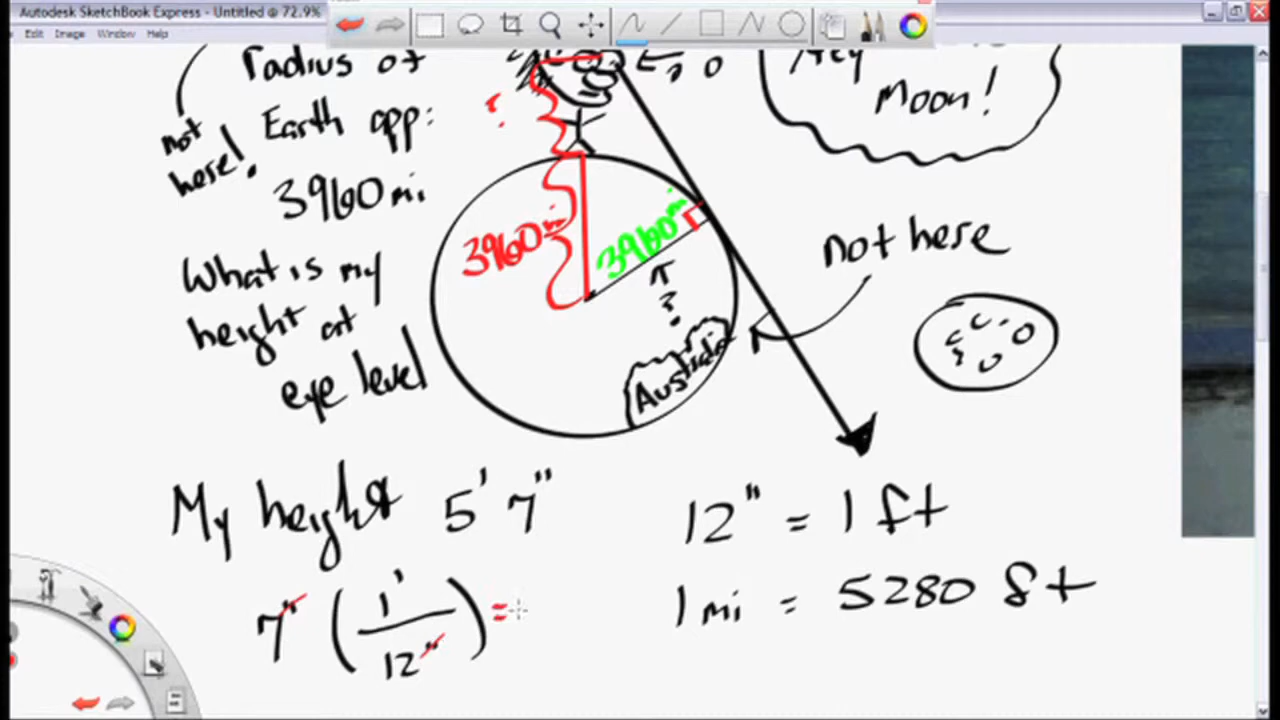 Autodesk SketchBook Express - Untitled @ 72.9%
Edit Image Window Help
radius of
Earth app:
3960 mi
not
here!
?
Moon!
3960 mi
3960 mi
π
?
not here
What is my
height at
eye level
Australia
My height 5' 7"
12" = 1 ft
7" (1'/12") =
1 mi = 5280 ft